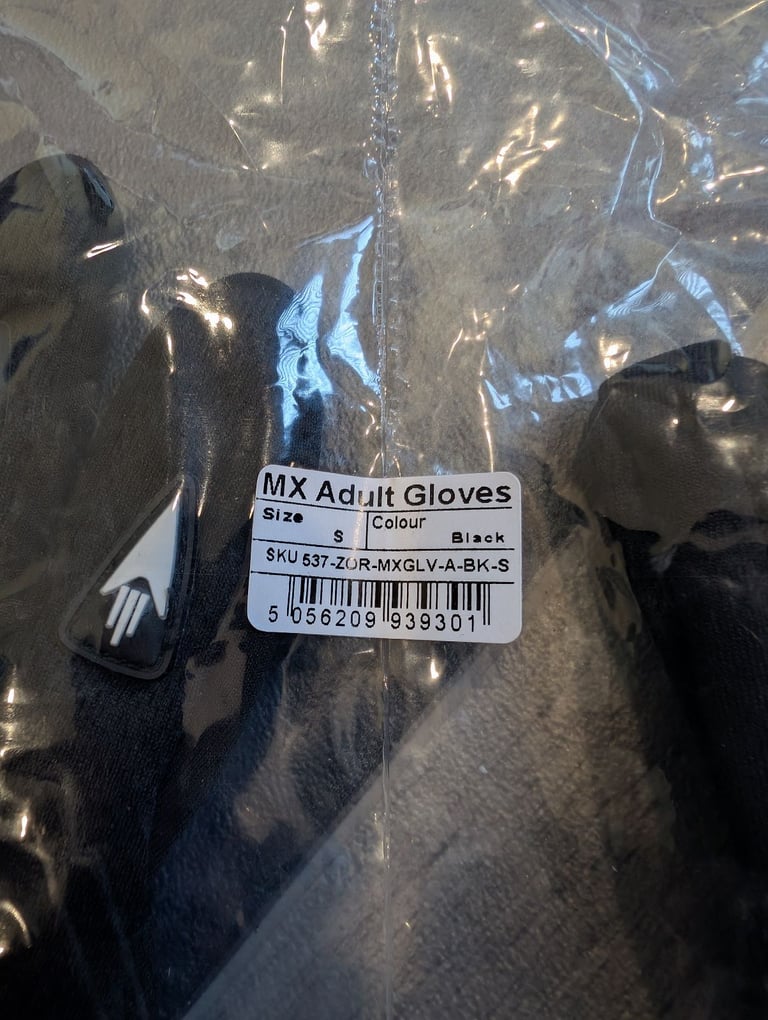 MX Adult Gloves
Size S Colour Black
SKU 537-ZOR-MXGLV-A-BK-S
5 056209 939301